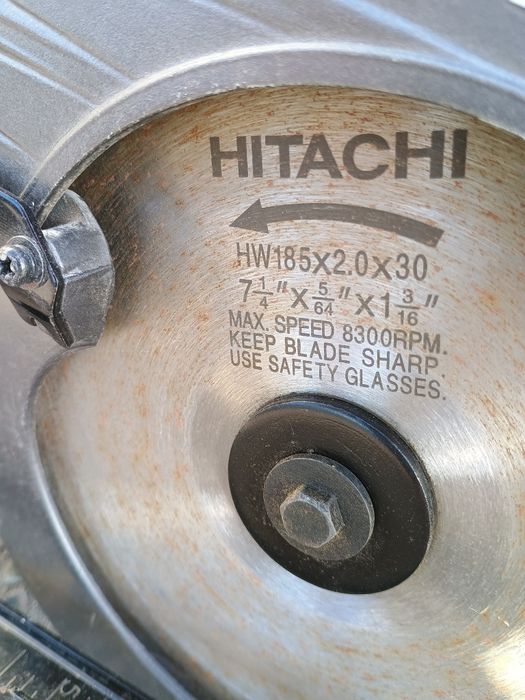 HITACHI
HW185x2.0x30
7 1/4"x 5/64"x1 3/16"
MAX. SPEED 8300RPM.
KEEP BLADE SHARP.
USE SAFETY GLASSES.